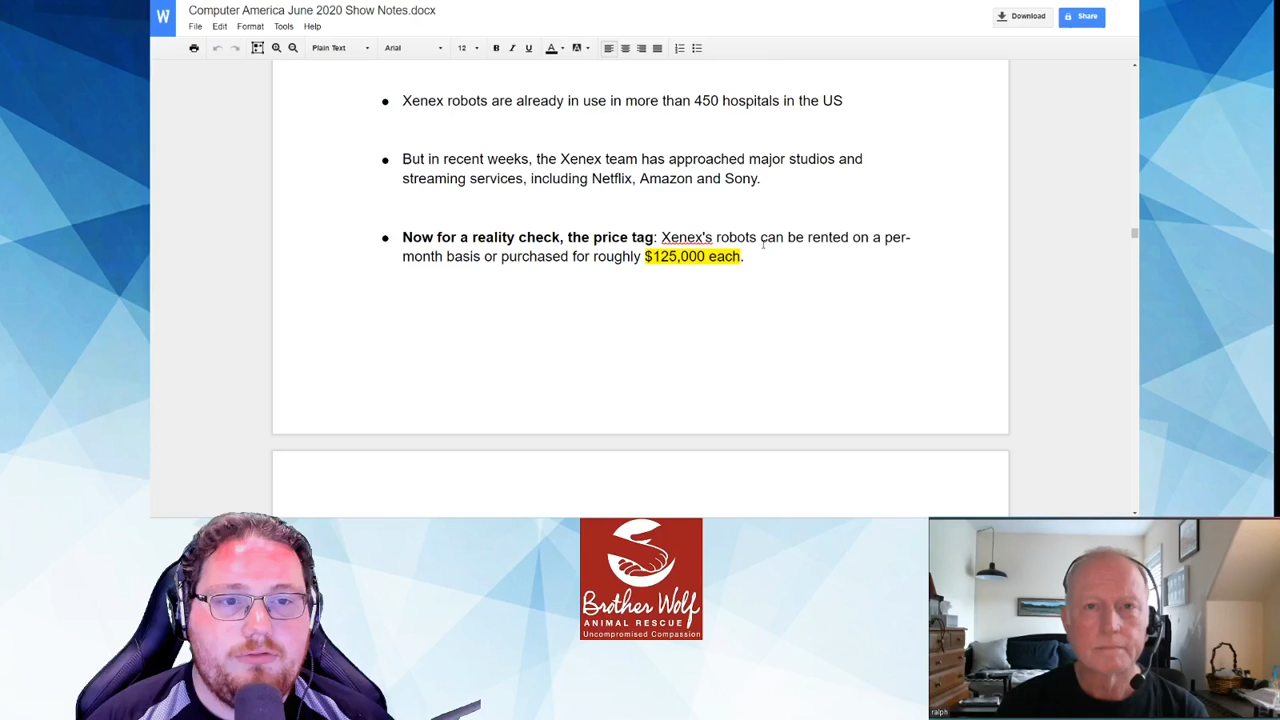 Computer America June 2020 Show Notes.docx
W
File Edit Format Tools Help
Download
Share
Plain Text Arial 12 B I U A A
● Xenex robots are already in use in more than 450 hospitals in the US
● But in recent weeks, the Xenex team has approached major studios and
streaming services, including Netflix, Amazon and Sony.
● Now for a reality check, the price tag: Xenex's robots can be rented on a per-
month basis or purchased for roughly $125,000 each.
Brother Wolf
ANIMAL RESCUE
Uncompromised Compassion
ralph